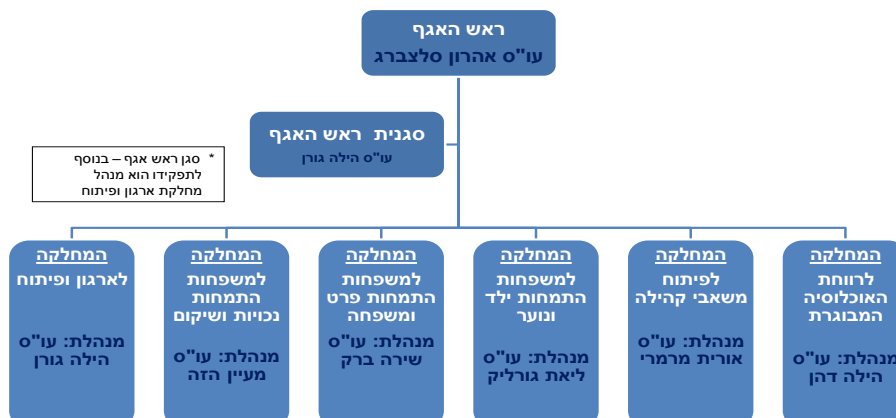 ראש האגף
עו"ס אהרון סלצברג
סגנית ראש האגף
עו"ס הילה גורן
* סגן ראש אגף – בנוסף
לתפקידו הוא מנהל
מחלקת ארגון ופיתוח
המחלקה
לרווחת
האוכלוסיה
המבוגרת
מנהלת: עו"ס
הילה דהן
המחלקה
לפיתוח
משאבי קהילה
מנהלת: עו"ס
אורית מרמרי
המחלקה
למשפחות
התמחות ילד
ונוער
מנהלת: עו"ס
ליאת גורליק
המחלקה
למשפחות
התמחות פרט
ומשפחה
מנהלת: עו"ס
שירה ברק
המחלקה
למשפחות
התמחות
נכויות ושיקום
מנהלת: עו"ס
מעיין הזה
המחלקה
לארגון ופיתוח
מנהלת: עו"ס
הילה גורן